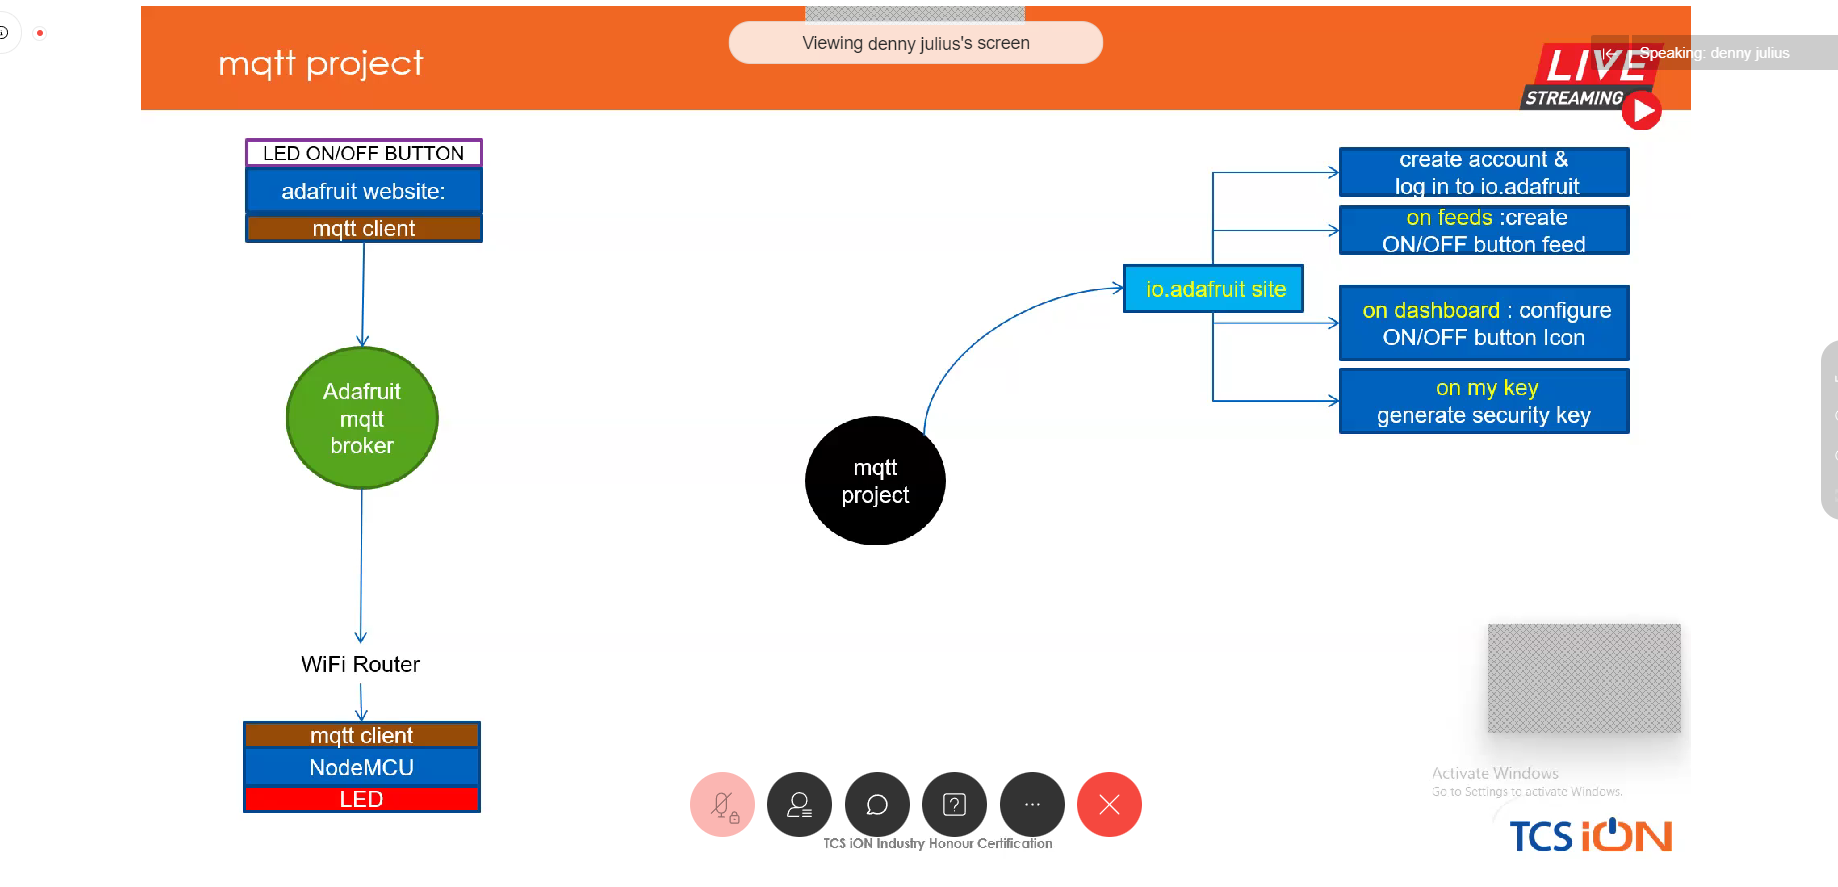 Viewing denny julius's screen
mqtt project
LIVE
STREAMING
Speaking: denny julius
LED ON/OFF BUTTON
adafruit website:
mqtt client
Adafruit
mqtt
broker
WiFi Router
mqtt client
NodeMCU
LED
mqtt
project
io.adafruit site
create account &
log in to io.adafruit
on feeds :create
ON/OFF button feed
on dashboard : configure
ON/OFF button Icon
on my key
generate security key
Activate Windows
Go to Settings to activate Windows.
TCS iON Industry Honour Certification
TCS iON